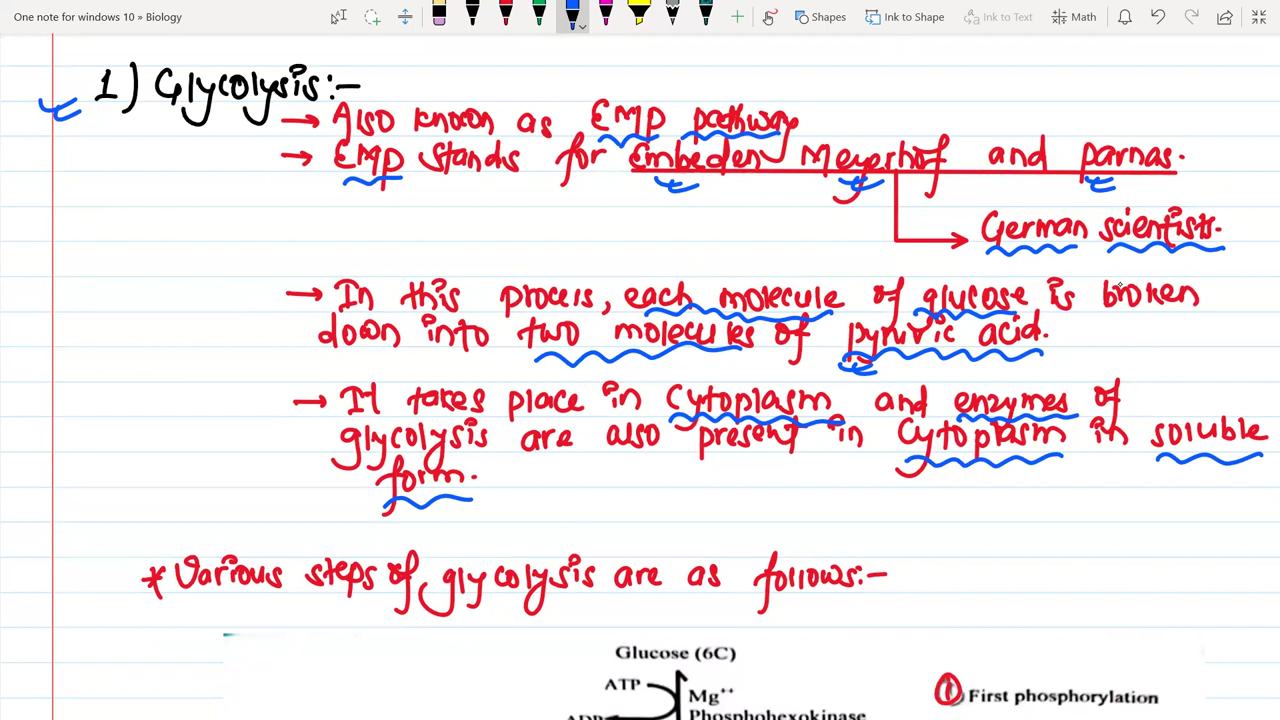 One note for windows 10 » Biology
Shapes Ink to Shape Ink to Text Math
1) Glycolysis:-
→ Also known as EMP pathway
→ EMP stands for Embeden Meyerhof and parnas.
German scientists.
→ In this process, each molecule of glucose is broken
down into two molecules of pyruvic acid.
→ It takes place in cytoplasm and enzymes of
glycolysis are also present in cytoplasm in soluble
form.
* Various steps of glycolysis are as follows:-
Glucose (6C)
ATP
Mg++
① First phosphorylation
ADP Phosphohexokinase